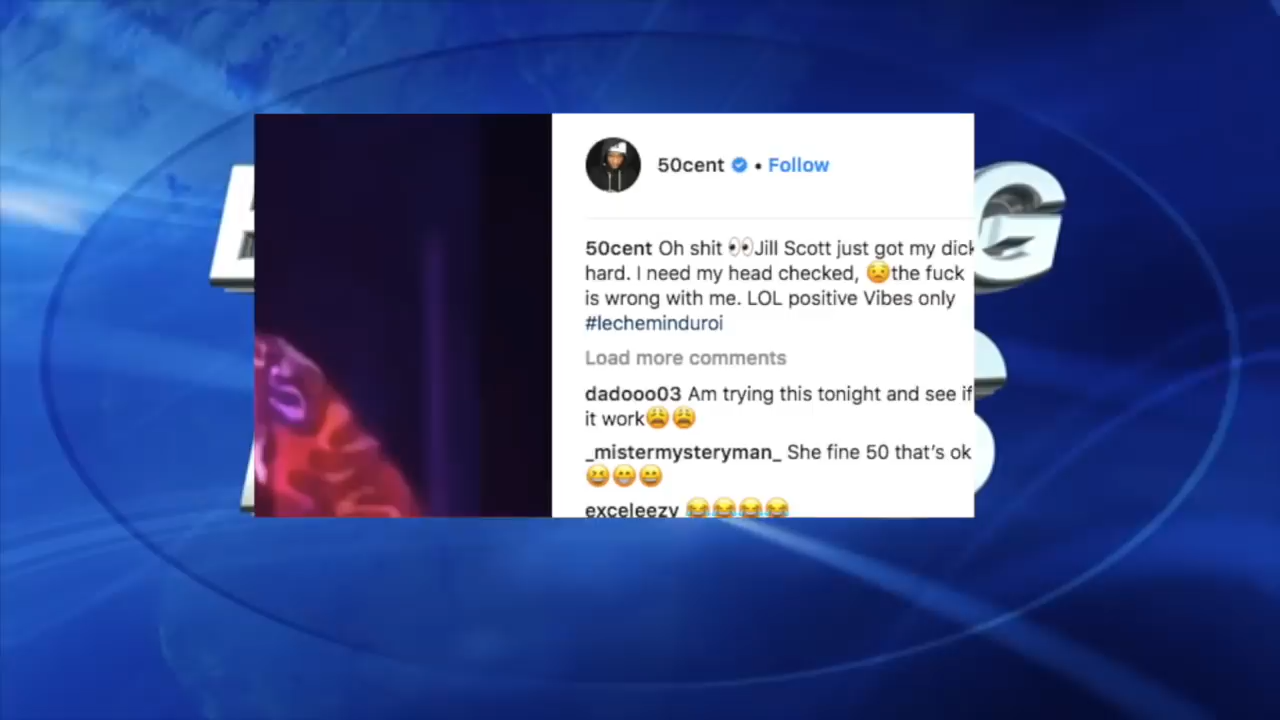 50cent • Follow
50cent Oh shit 👀Jill Scott just got my dick
hard. I need my head checked, 😣the fuck
is wrong with me. LOL positive Vibes only
#lecheminduroi
Load more comments
dadooo03 Am trying this tonight and see if
it work😩😩
_mistermysteryman_ She fine 50 that's ok
😆😁😁
exceleezy 😂😂😂😂
G